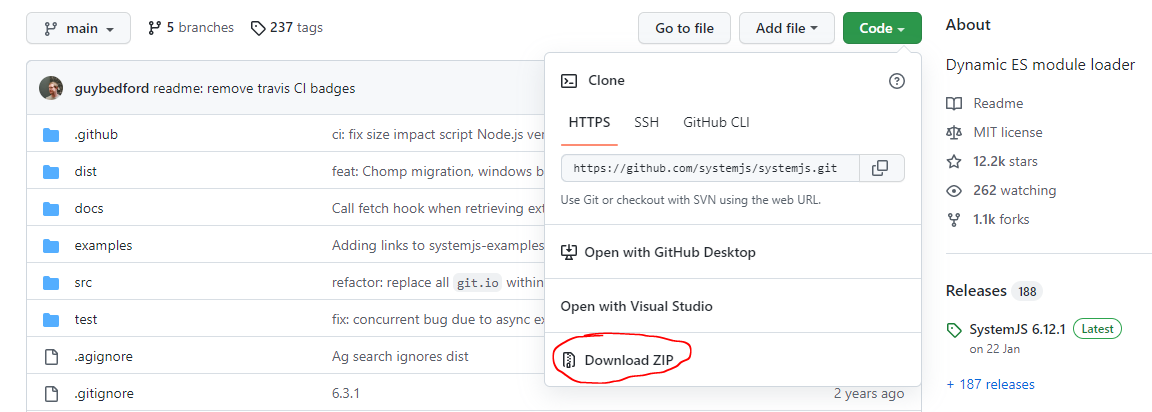 main
5 branches
237 tags
Go to file
Add file
Code
guybedford readme: remove travis CI badges
.github
ci: fix size impact script Node.js ver
dist
feat: Chomp migration, windows b
docs
Call fetch hook when retrieving ext
examples
Adding links to systemjs-examples
src
refactor: replace all git.io within
test
fix: concurrent bug due to async ex
.agignore
Ag search ignores dist
.gitignore
6.3.1
2 years ago
Clone
HTTPS
SSH
GitHub CLI
https://github.com/systemjs/systemjs.git
Use Git or checkout with SVN using the web URL.
Open with GitHub Desktop
Open with Visual Studio
Download ZIP
About
Dynamic ES module loader
Readme
MIT license
12.2k stars
262 watching
1.1k forks
Releases 188
SystemJS 6.12.1 Latest
on 22 Jan
+ 187 releases